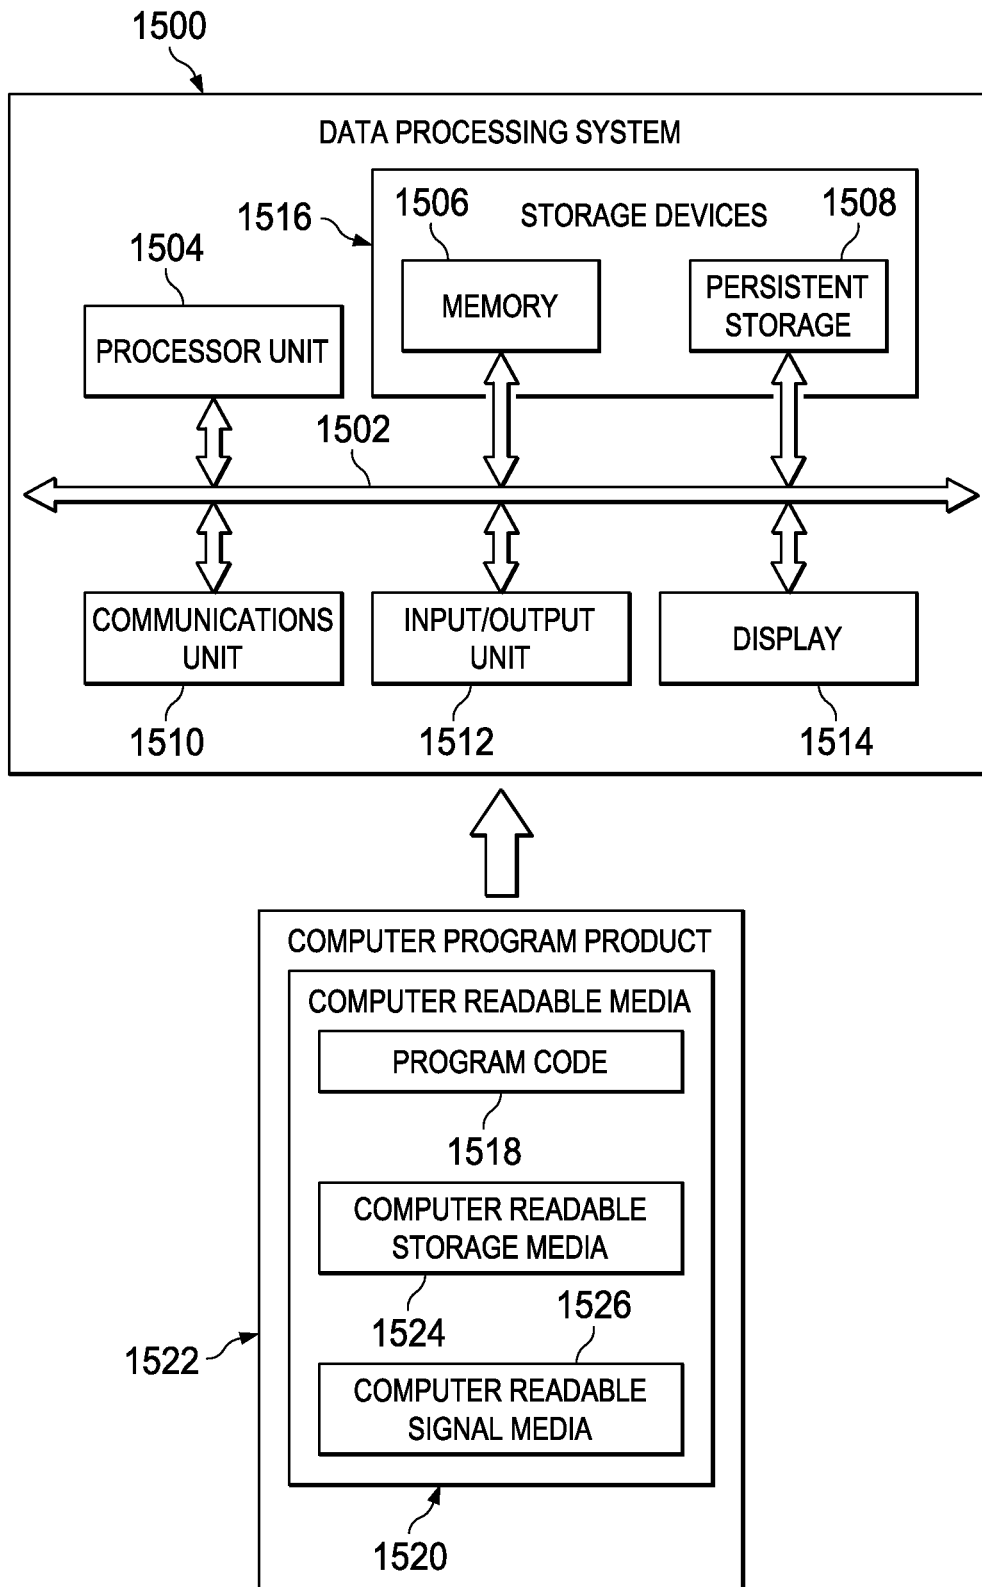 1500
DATA PROCESSING SYSTEM
1506
STORAGE DEVICES
1508
1516
1504
MEMORY
PERSISTENT
STORAGE
PROCESSOR UNIT
1502
COMMUNICATIONS
UNIT
INPUT/OUTPUT
UNIT
DISPLAY
1510
1512
1514
COMPUTER PROGRAM PRODUCT
COMPUTER READABLE MEDIA
PROGRAM CODE
1518
COMPUTER READABLE
STORAGE MEDIA
1524
1526
1522
COMPUTER READABLE
SIGNAL MEDIA
1520